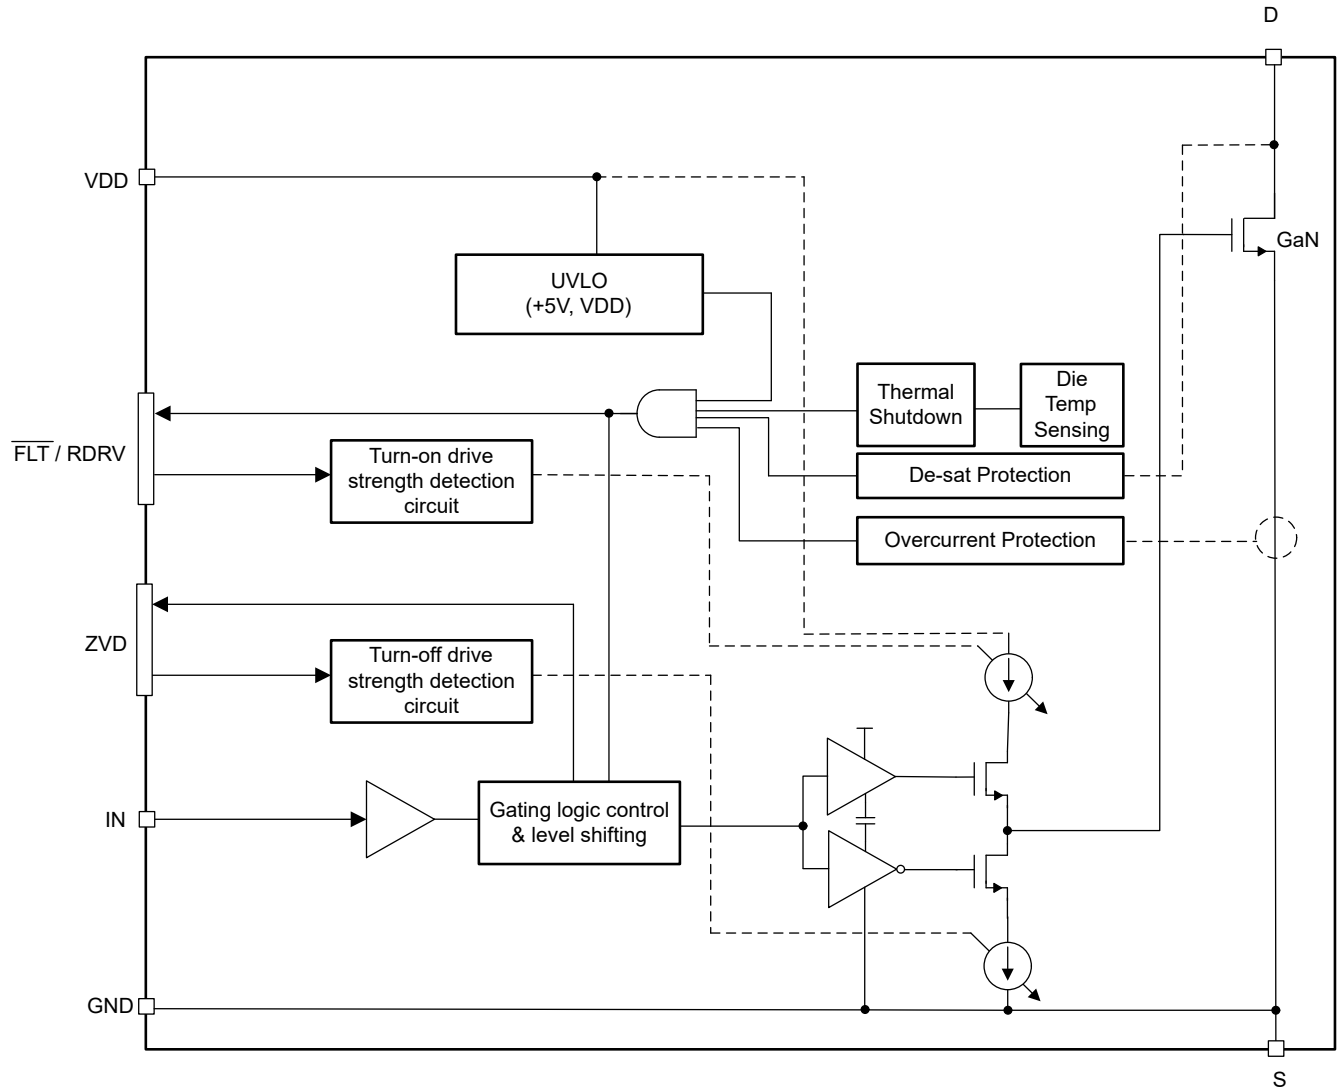 D
VDD
GaN
UVLO
(+5V, VDD)
Thermal
Shutdown
Die
Temp
Sensing
FLT / RDRV
Turn-on drive
strength detection
circuit
De-sat Protection
Overcurrent Protection
ZVD
Turn-off drive
strength detection
circuit
IN
Gating logic control
& level shifting
GND
S